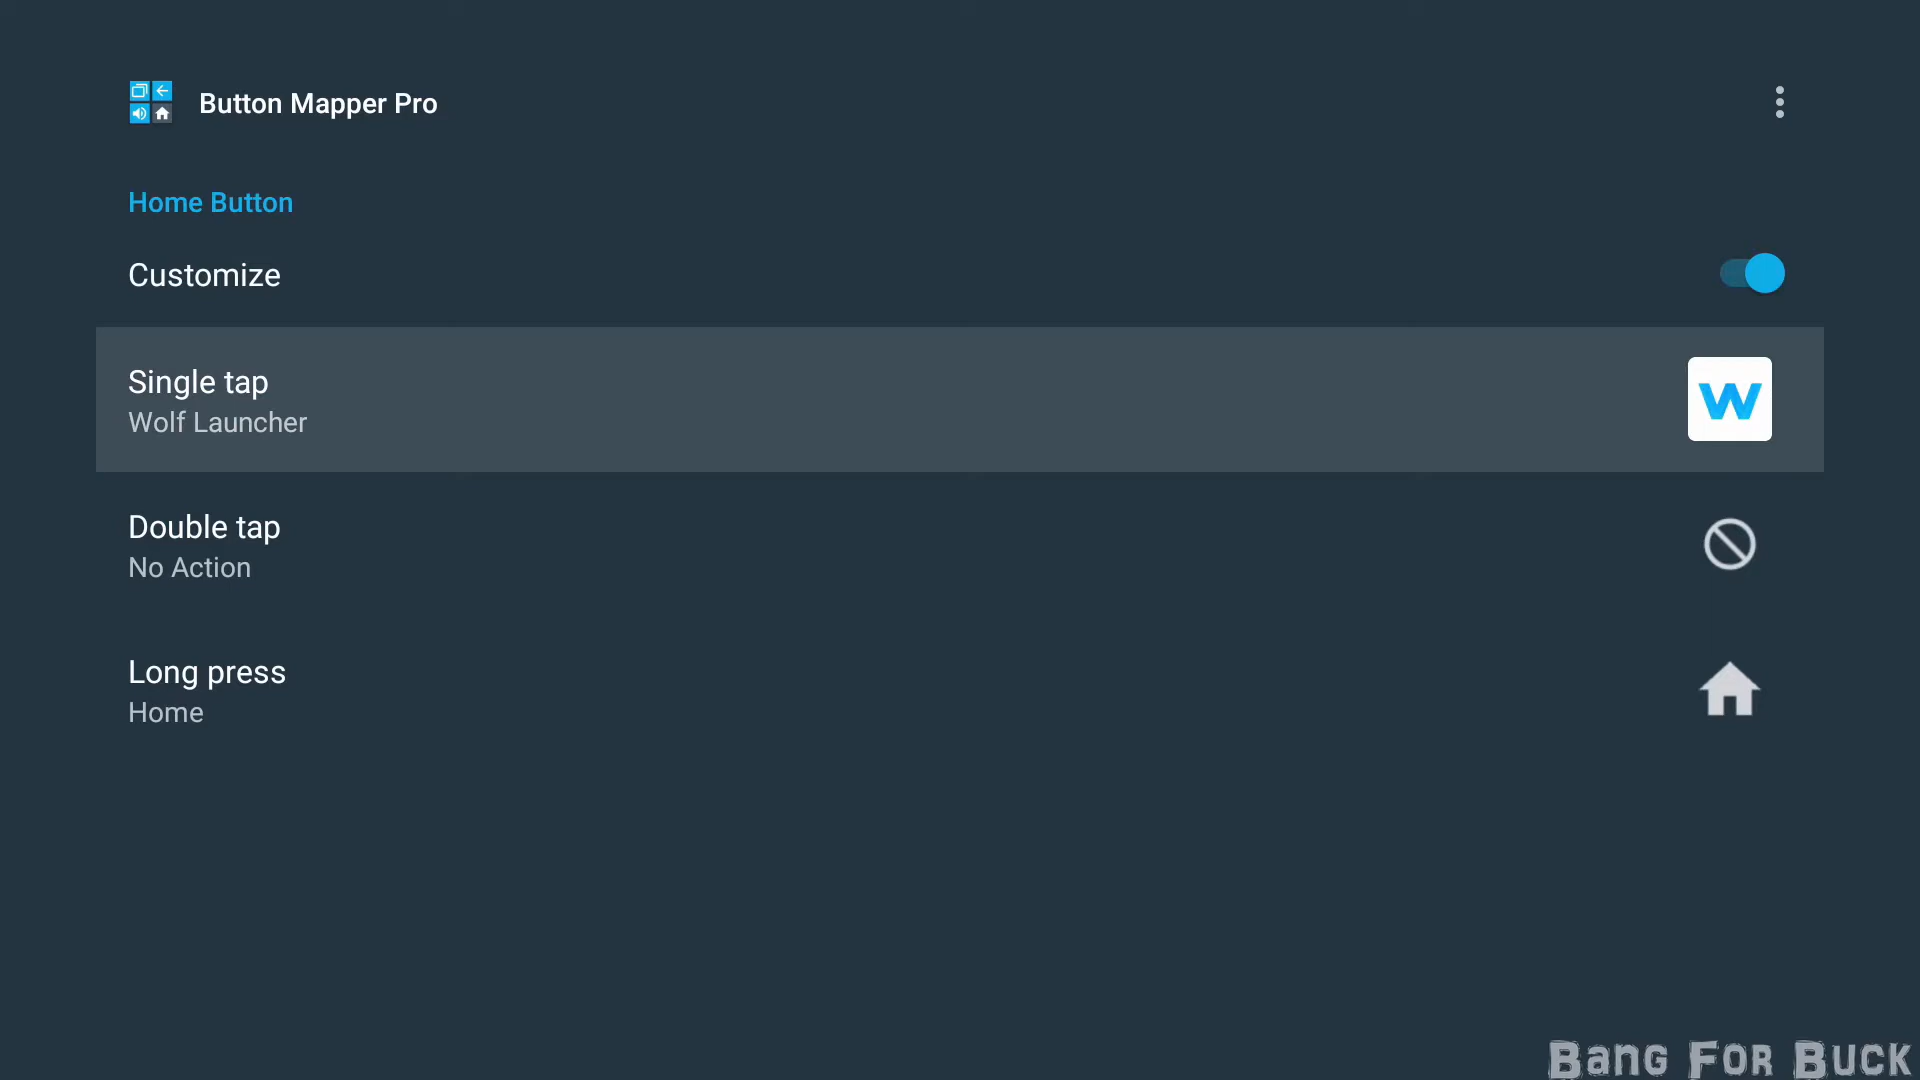 Button Mapper Pro
Home Button
Customize
Single tap
Wolf Launcher
W
Double tap
No Action
Long press
Home
Bang For Buck